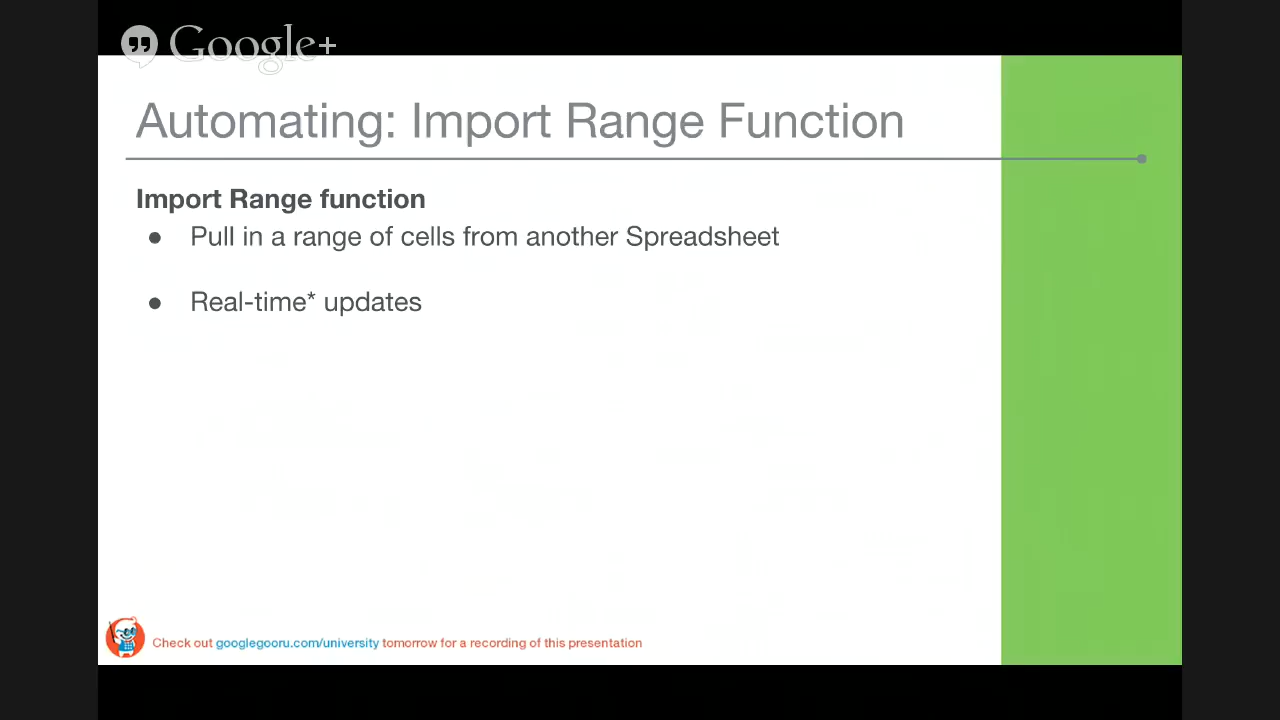 Google+
Automating: Import Range Function
Import Range function
● Pull in a range of cells from another Spreadsheet
● Real-time* updates
Check out googlegooru.com/university tomorrow for a recording of this presentation